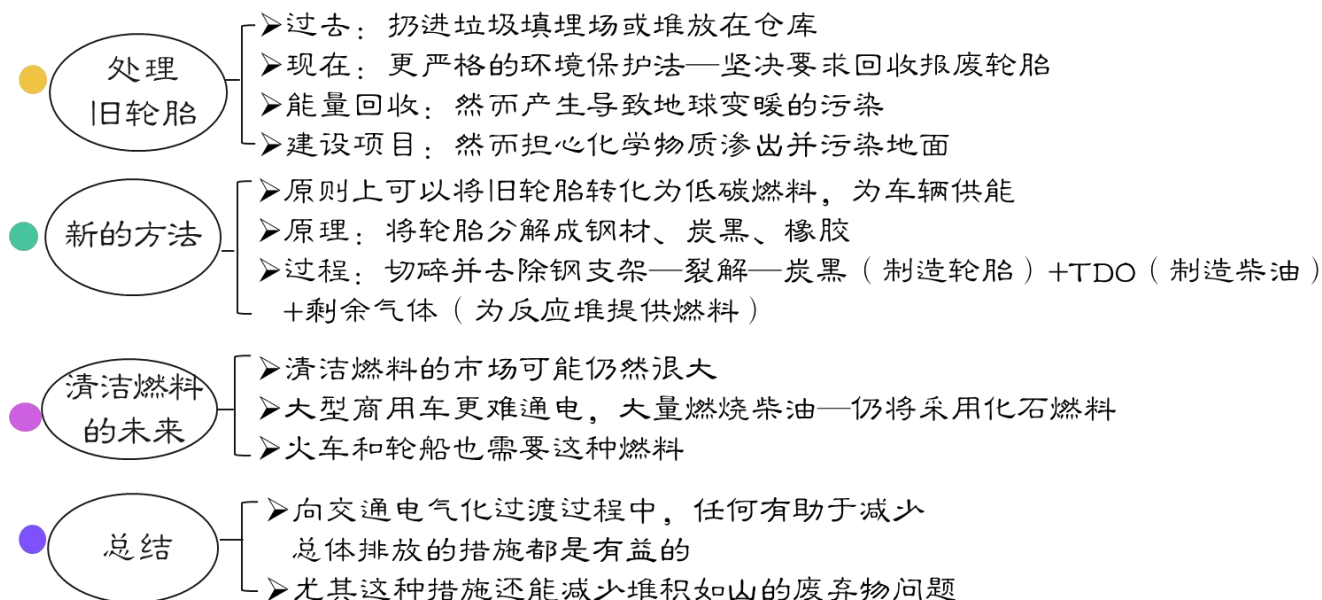 处理
旧轮胎
➢过去：扔进垃圾填埋场或堆放在仓库
➢现在：更严格的环境保护法—坚决要求回收报废轮胎
➢能量回收：然而产生导致地球变暖的污染
➢建设项目：然而担心化学物质渗出并污染地面
新的方法
➢原则上可以将旧轮胎转化为低碳燃料，为车辆供能
➢原理：将轮胎分解成钢材、炭黑、橡胶
➢过程：切碎并去除钢支架—裂解—炭黑（制造轮胎）+TDO（制造柴油）
+剩余气体（为反应堆提供燃料）
清洁燃料
的未来
➢清洁燃料的市场可能仍然很大
➢大型商用车更难通电，大量燃烧柴油—仍将采用化石燃料
➢火车和轮船也需要这种燃料
总结
➢向交通电气化过渡过程中，任何有助于减少
总体排放的措施都是有益的
➢尤其这种措施还能减少堆积如山的废弃物问题